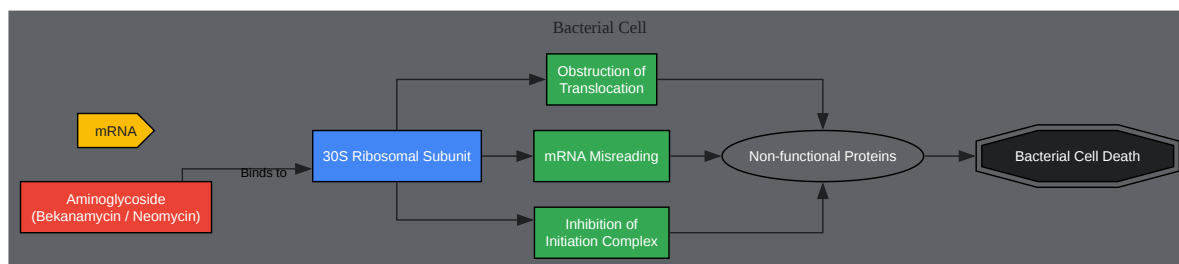 Bacterial Cell
mRNA
Aminoglycoside
(Bekanamycin / Neomycin)
Binds to
30S Ribosomal Subunit
Obstruction of
Translocation
mRNA Misreading
Inhibition of
Initiation Complex
Non-functional Proteins
Bacterial Cell Death